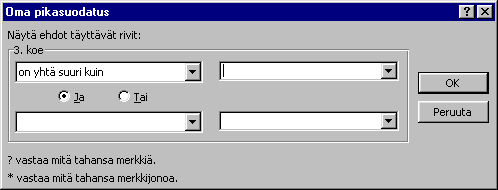 Oma pikasuodatus
Näytä ehdot täyttävät rivit:
3. koe
on yhtä suuri kuin
Ja Tai
OK
Peruuta
? vastaa mitä tahansa merkkiä.
* vastaa mitä tahansa merkkijonoa.